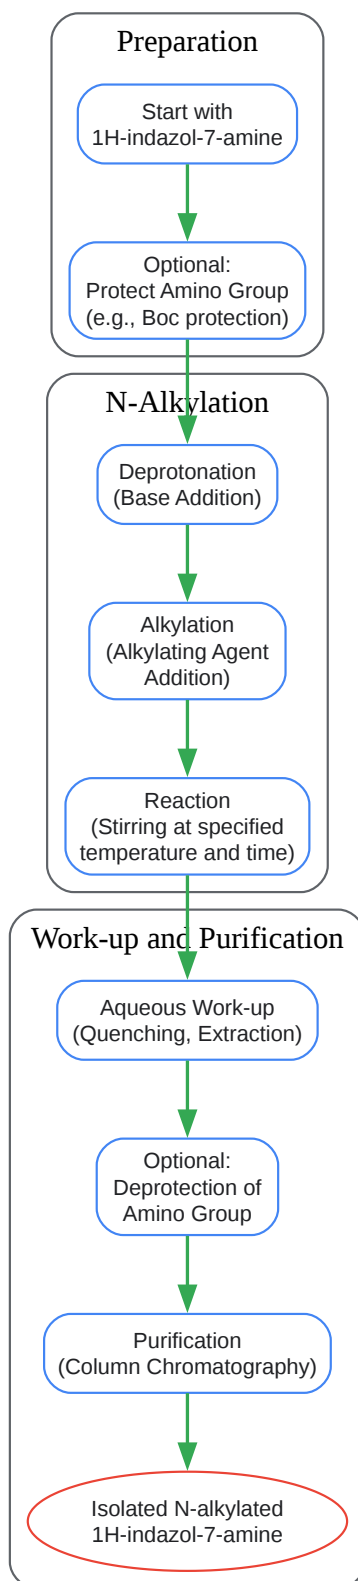 Preparation
Start with
1H-indazol-7-amine
Optional:
Protect Amino Group
(e.g., Boc protection)
N-Alkylation
Deprotonation
(Base Addition)
Alkylation
(Alkylating Agent
Addition)
Reaction
(Stirring at specified
temperature and time)
Work-up and Purification
Aqueous Work-up
(Quenching, Extraction)
Optional:
Deprotection of
Amino Group
Purification
(Column Chromatography)
Isolated N-alkylated
1H-indazol-7-amine